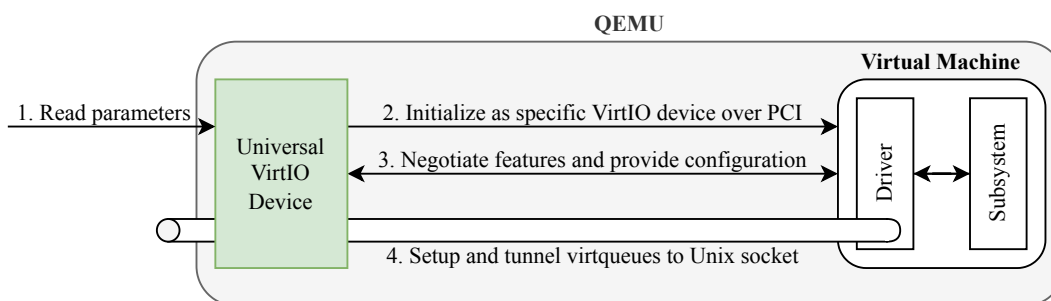 QEMU
Virtual Machine
1. Read parameters
2. Initialize as specific VirtIO device over PCI
Universal
VirtIO
Device
3. Negotiate features and provide configuration
Driver
Subsystem
4. Setup and tunnel virtqueues to Unix socket